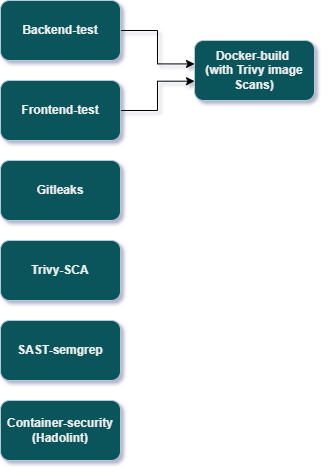 Backend-test
Docker-build
(with Trivy image
Scans)
Frontend-test
Gitleaks
Trivy-SCA
SAST-semgrep
Container-security
(Hadolint)